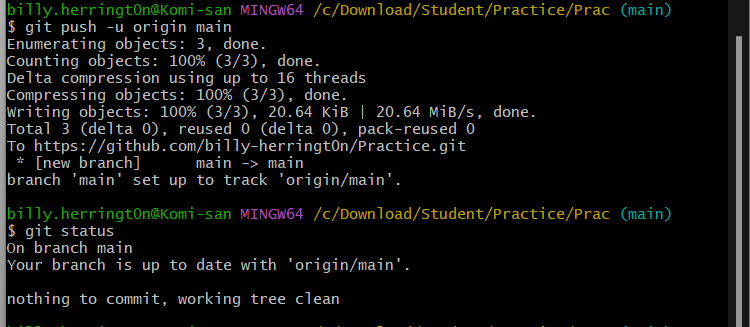 billy.herringt0n@Komi-san MINGW64 /c/Download/Student/Practice/Prac (main)
$ git push -u origin main
Enumerating objects: 3, done.
Counting objects: 100% (3/3), done.
Delta compression using up to 16 threads
Compressing objects: 100% (3/3), done.
Writing objects: 100% (3/3), 20.64 KiB | 20.64 MiB/s, done.
Total 3 (delta 0), reused 0 (delta 0), pack-reused 0
To https://github.com/billy-herringt0n/Practice.git
 * [new branch]      main -> main
branch 'main' set up to track 'origin/main'.

billy.herringt0n@Komi-san MINGW64 /c/Download/Student/Practice/Prac (main)
$ git status
On branch main
Your branch is up to date with 'origin/main'.

nothing to commit, working tree clean